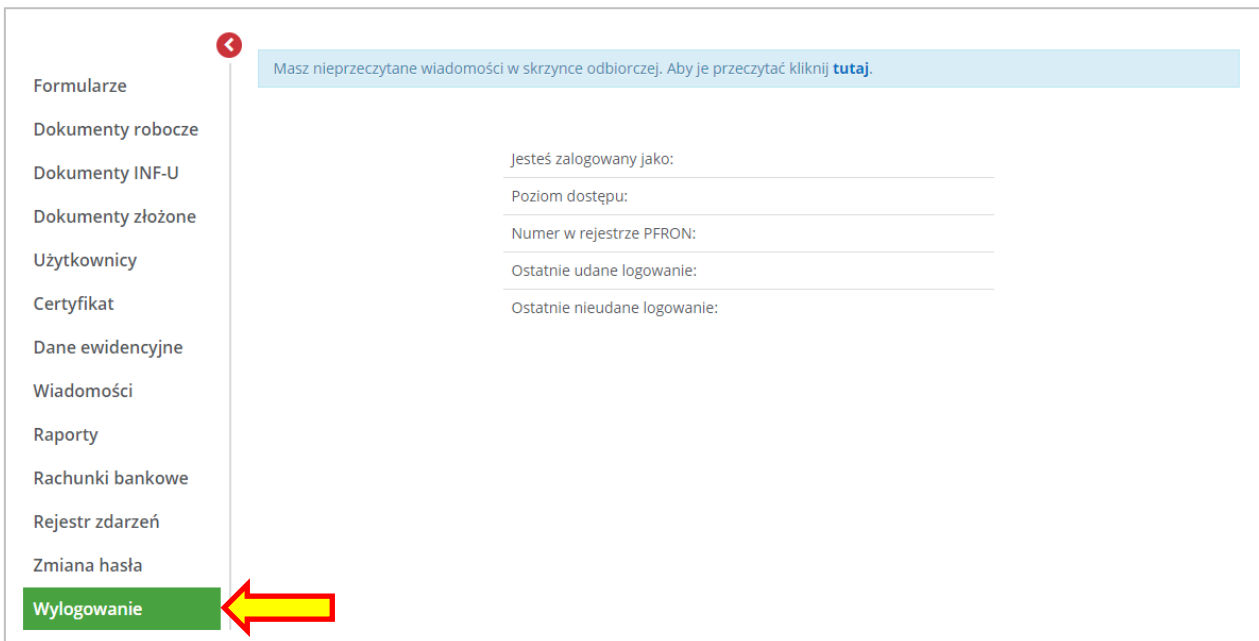 Formularze
Dokumenty robocze
Dokumenty INF-U
Dokumenty złożone
Użytkownicy
Certyfikat
Dane ewidencyjne
Wiadomości
Raporty
Rachunki bankowe
Rejestr zdarzeń
Zmiana hasła
Wylogowanie
Masz nieprzeczytane wiadomości w skrzynce odbiorczej. Aby je przeczytać kliknij tutaj.
Jesteś zalogowany jako:
Poziom dostępu:
Numer w rejestrze PFRON:
Ostatnie udane logowanie:
Ostatnie nieudane logowanie: